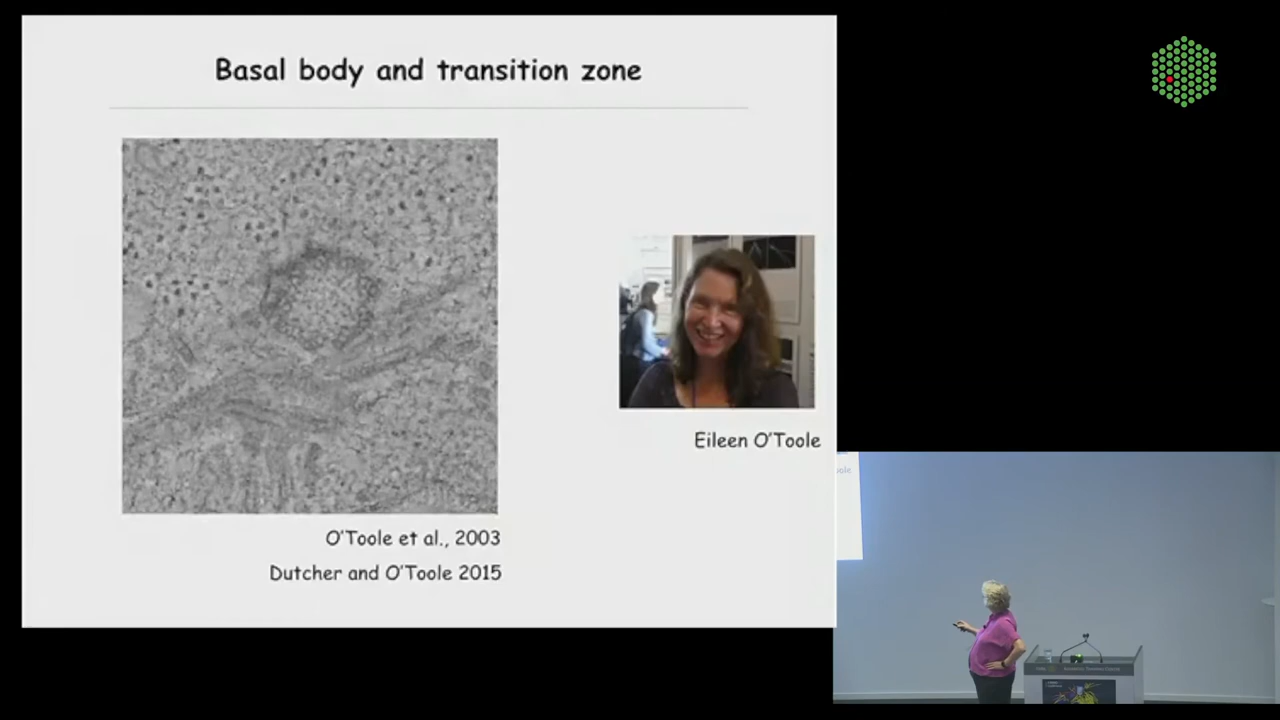 Basal body and transition zone
Eileen O'Toole
O'Toole et al., 2003
Dutcher and O'Toole 2015